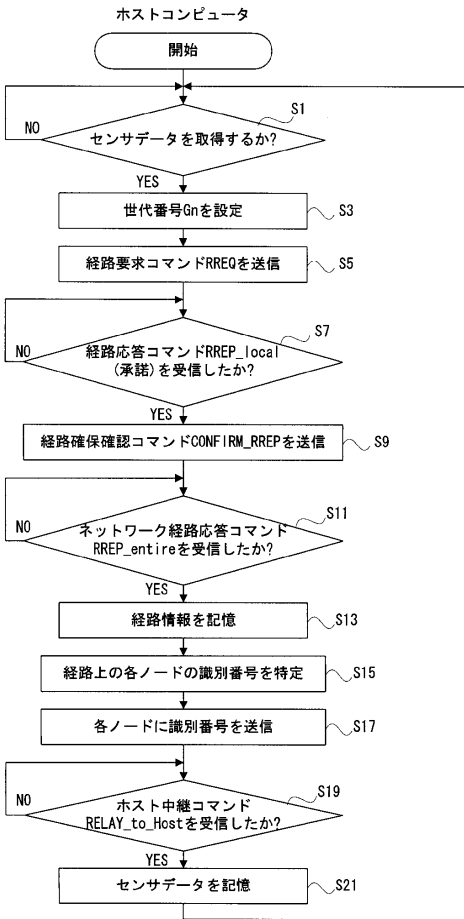 ホストコンピュータ
開始
S1
センサデータを取得するか?
NO
YES
世代番号Gnを設定
S3
経路要求コマンドRREQを送信
S5
S7
経路応答コマンドRREP_local
(承諾)を受信したか?
NO
YES
経路確保確認コマンドCONFIRM_RREPを送信
S9
S11
ネットワーク経路応答コマンド
RREP_entireを受信したか?
NO
YES
経路情報を記憶
S13
経路上の各ノードの識別番号を特定
S15
各ノードに識別番号を送信
S17
S19
ホスト中継コマンド
RELAY_to_Hostを受信したか?
NO
YES
センサデータを記憶
S21